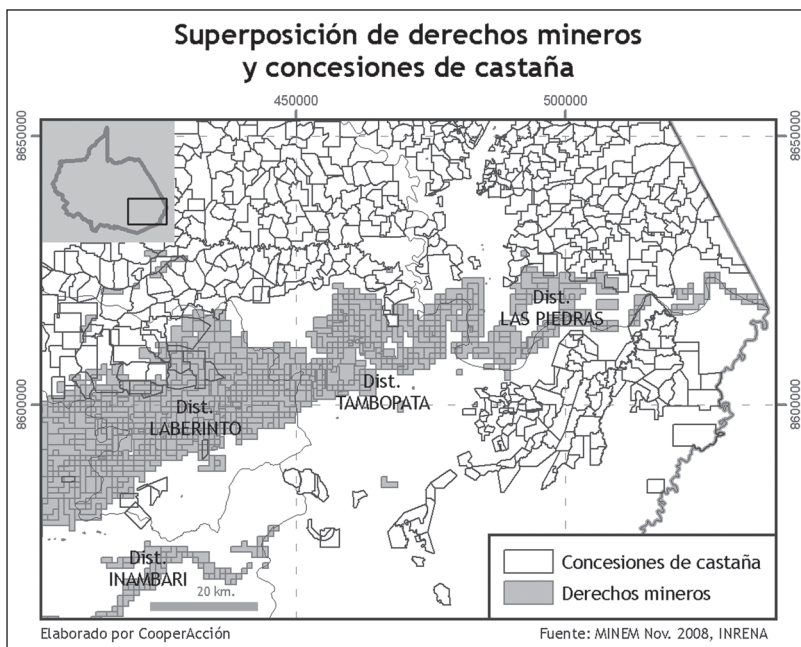 Superposición de derechos mineros
y concesiones de castaña
450000
500000
8650000
8650000
Dist.
LAS PIEDRAS
Dist.
TAMBOPATA
Dist.
LABERINTO
8600000
8600000
Dist.
INAMBARI
20 km.
Concesiones de castaña
Derechos mineros
Elaborado por CooperAcción
Fuente: MINEM Nov. 2008, INRENA